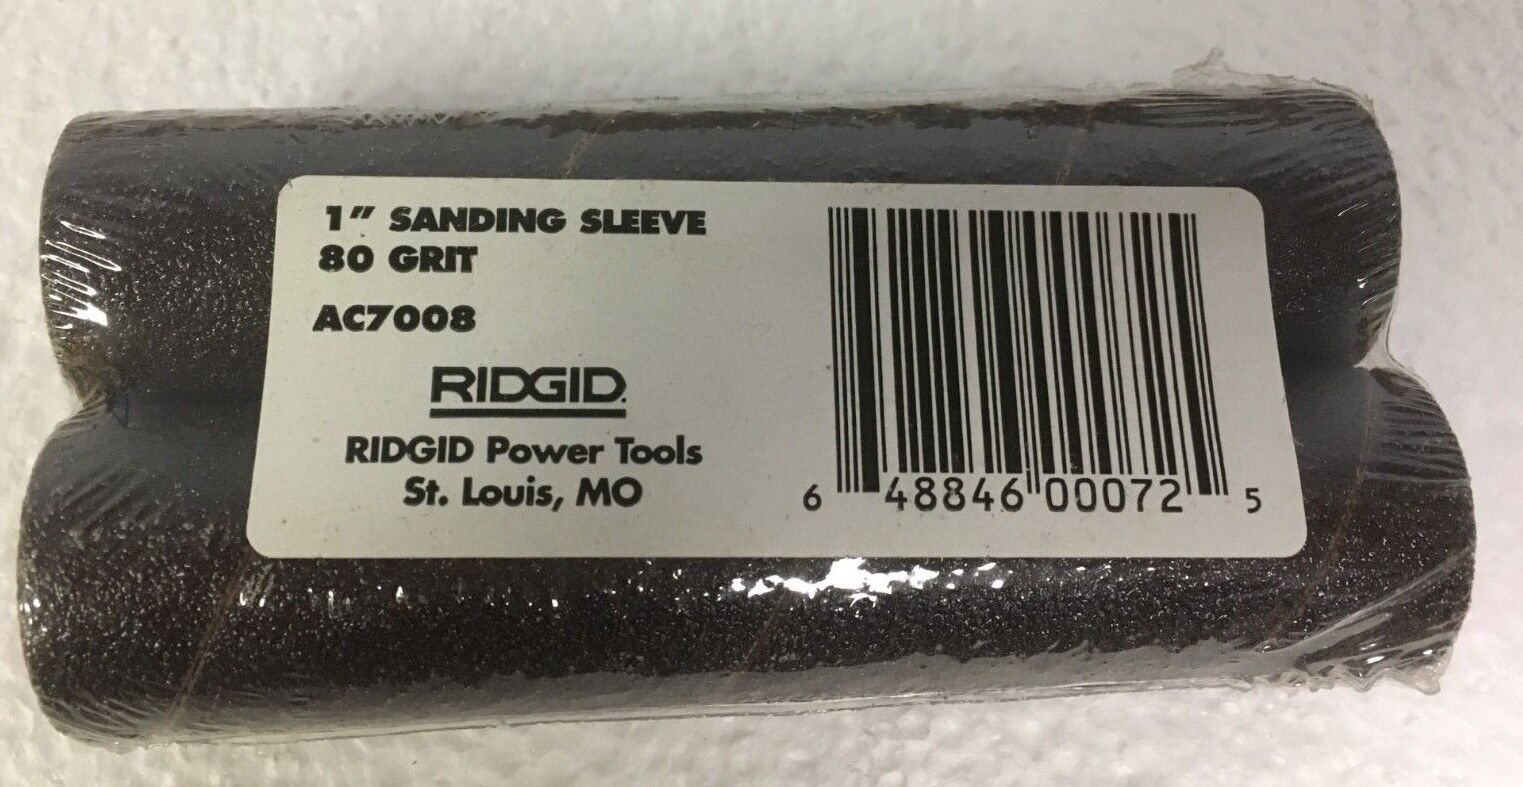 1" SANDING SLEEVE
80 GRIT
AC7008
RIDGID.
RIDGID Power Tools
St. Louis, MO
6 48846 00072 5